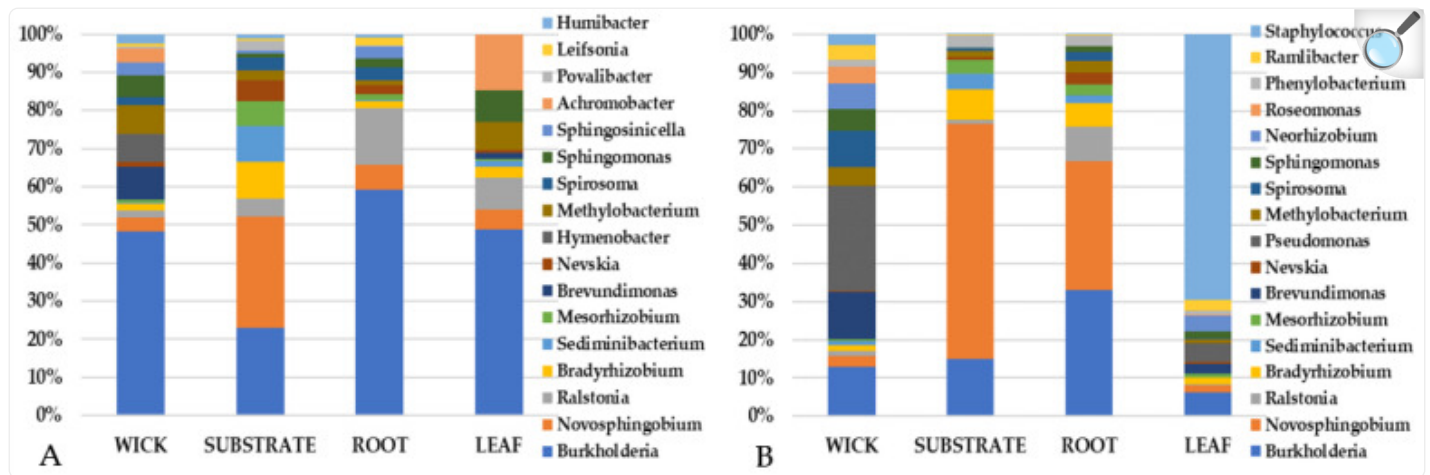 100%
90%
80%
70%
60%
50%
40%
30%
20%
10%
0%
WICK SUBSTRATE ROOT LEAF
A
Humibacter
Leifsonia
Povalibacter
Achromobacter
Sphingosinicella
Sphingomonas
Spirosoma
Methylobacterium
Hymenobacter
Nevskia
Brevundimonas
Mesorhizobium
Sediminibacterium
Bradyrhizobium
Ralstonia
Novosphingobium
Burkholderia
100%
90%
80%
70%
60%
50%
40%
30%
20%
10%
0%
WICK SUBSTRATE ROOT LEAF
B
Staphylococcus
Ramlibacter
Phenylobacterium
Roseomonas
Neorhizobium
Sphingomonas
Spirosoma
Methylobacterium
Pseudomonas
Nevskia
Brevundimonas
Mesorhizobium
Sediminibacterium
Bradyrhizobium
Ralstonia
Novosphingobium
Burkholderia